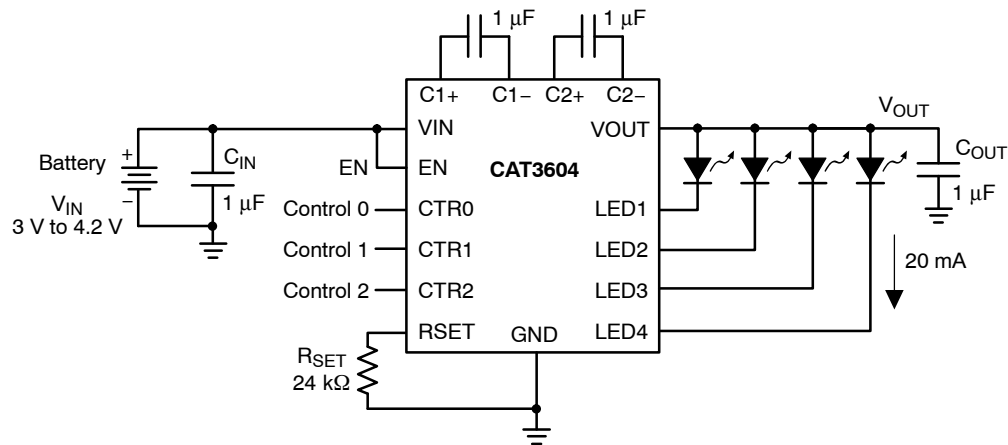 1 μF
1 μF
C1+ C1− C2+ C2−
VIN VOUT
VOUT
Battery + CIN EN EN CAT3604 COUT
−
1 μF
1 μF
VIN
3 V to 4.2 V
Control 0 CTR0 LED1
Control 1 CTR1 LED2
20 mA
Control 2 CTR2 LED3
RSET GND LED4
RSET
24 kΩ